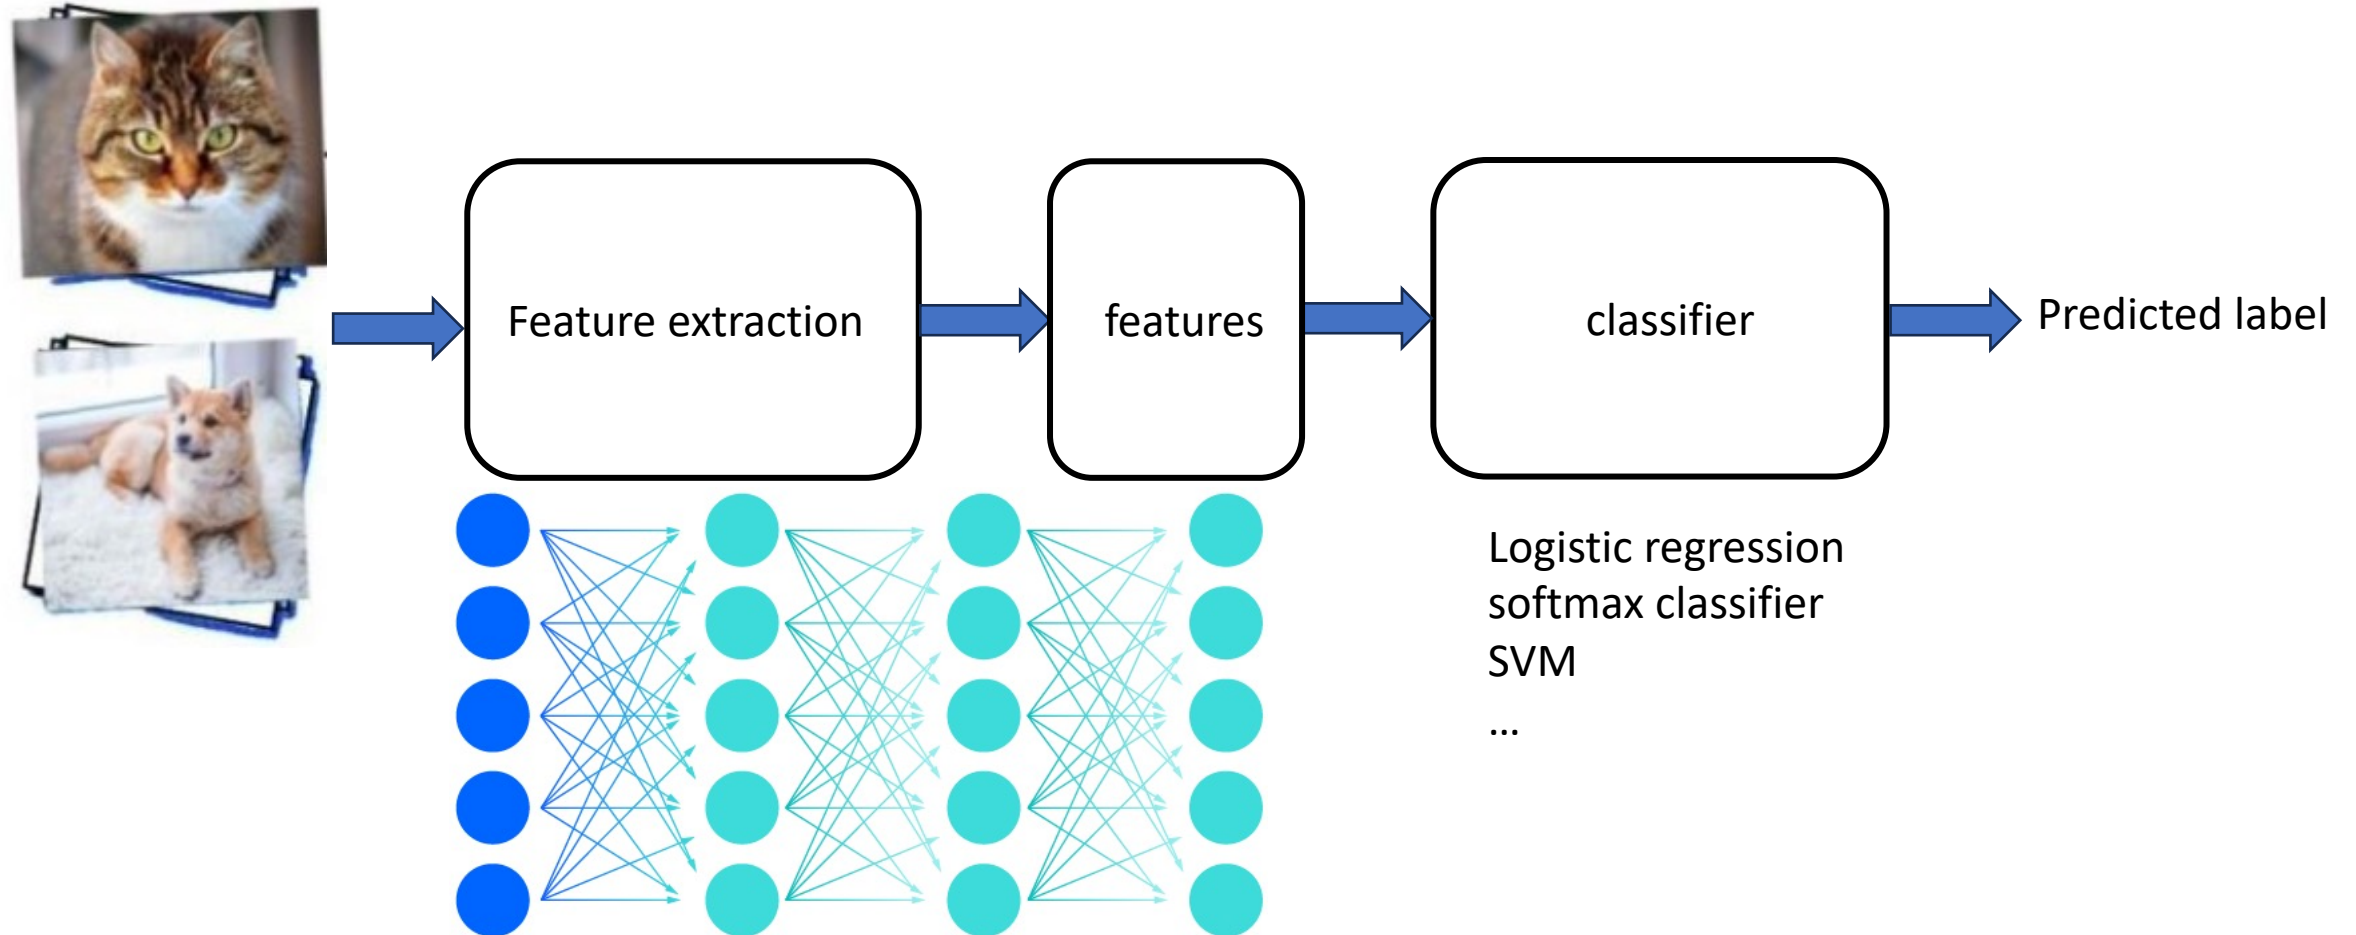 Feature extraction
features
classifier
Predicted label
Logistic regression
softmax classifier
SVM
...